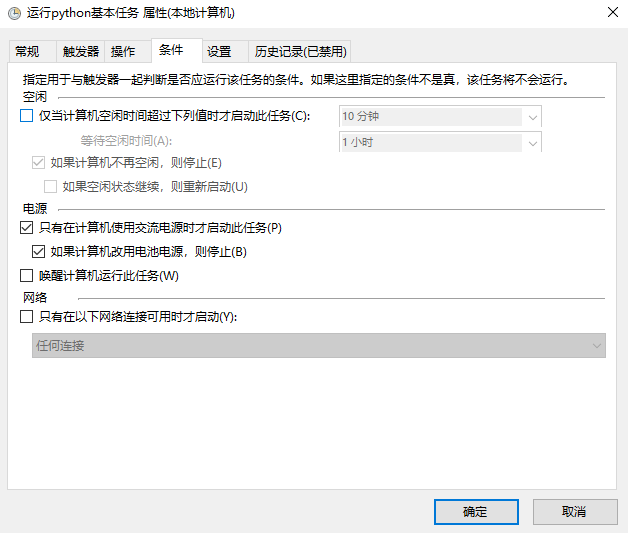 运行python基本任务 属性(本地计算机)
常规 触发器 操作 条件 设置 历史记录(已禁用)
指定用于与触发器一起判断是否应运行该任务的条件。如果这里指定的条件不是真，该任务将不会运行。
空闲
仅当计算机空闲时间超过下列值时才启动此任务(C): 10 分钟
等待空闲时间(A): 1 小时
如果计算机不再空闲，则停止(E)
如果空闲状态继续，则重新启动(U)
电源
只有在计算机使用交流电源时才启动此任务(P)
如果计算机改用电池电源，则停止(B)
唤醒计算机运行此任务(W)
网络
只有在以下网络连接可用时才启动(Y):
任何连接
确定 取消